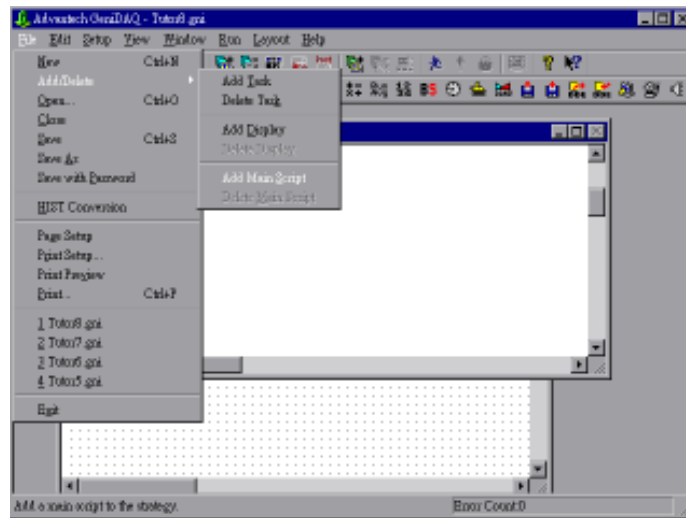 Advantech GeniDAQ - Tutor8.gni
File Edit Setup View Window Run Layout Help
New Ctrl+N
Add/Delete
Open... Ctrl+O
Close
Save Ctrl+S
Save As
Save with Password
HIST Conversion
Page Setup
Print Setup...
Print Preview
Print.. Ctrl+P
1 Tutor8.gni
2 Tutor7.gni
3 Tutor6.gni
4 Tutor5.gni
Exit
Add Task
Delete Task
Add Display
Delete Display
Add Main Script
Delete Main Script
Add a main script to the strategy.
Error Count:0